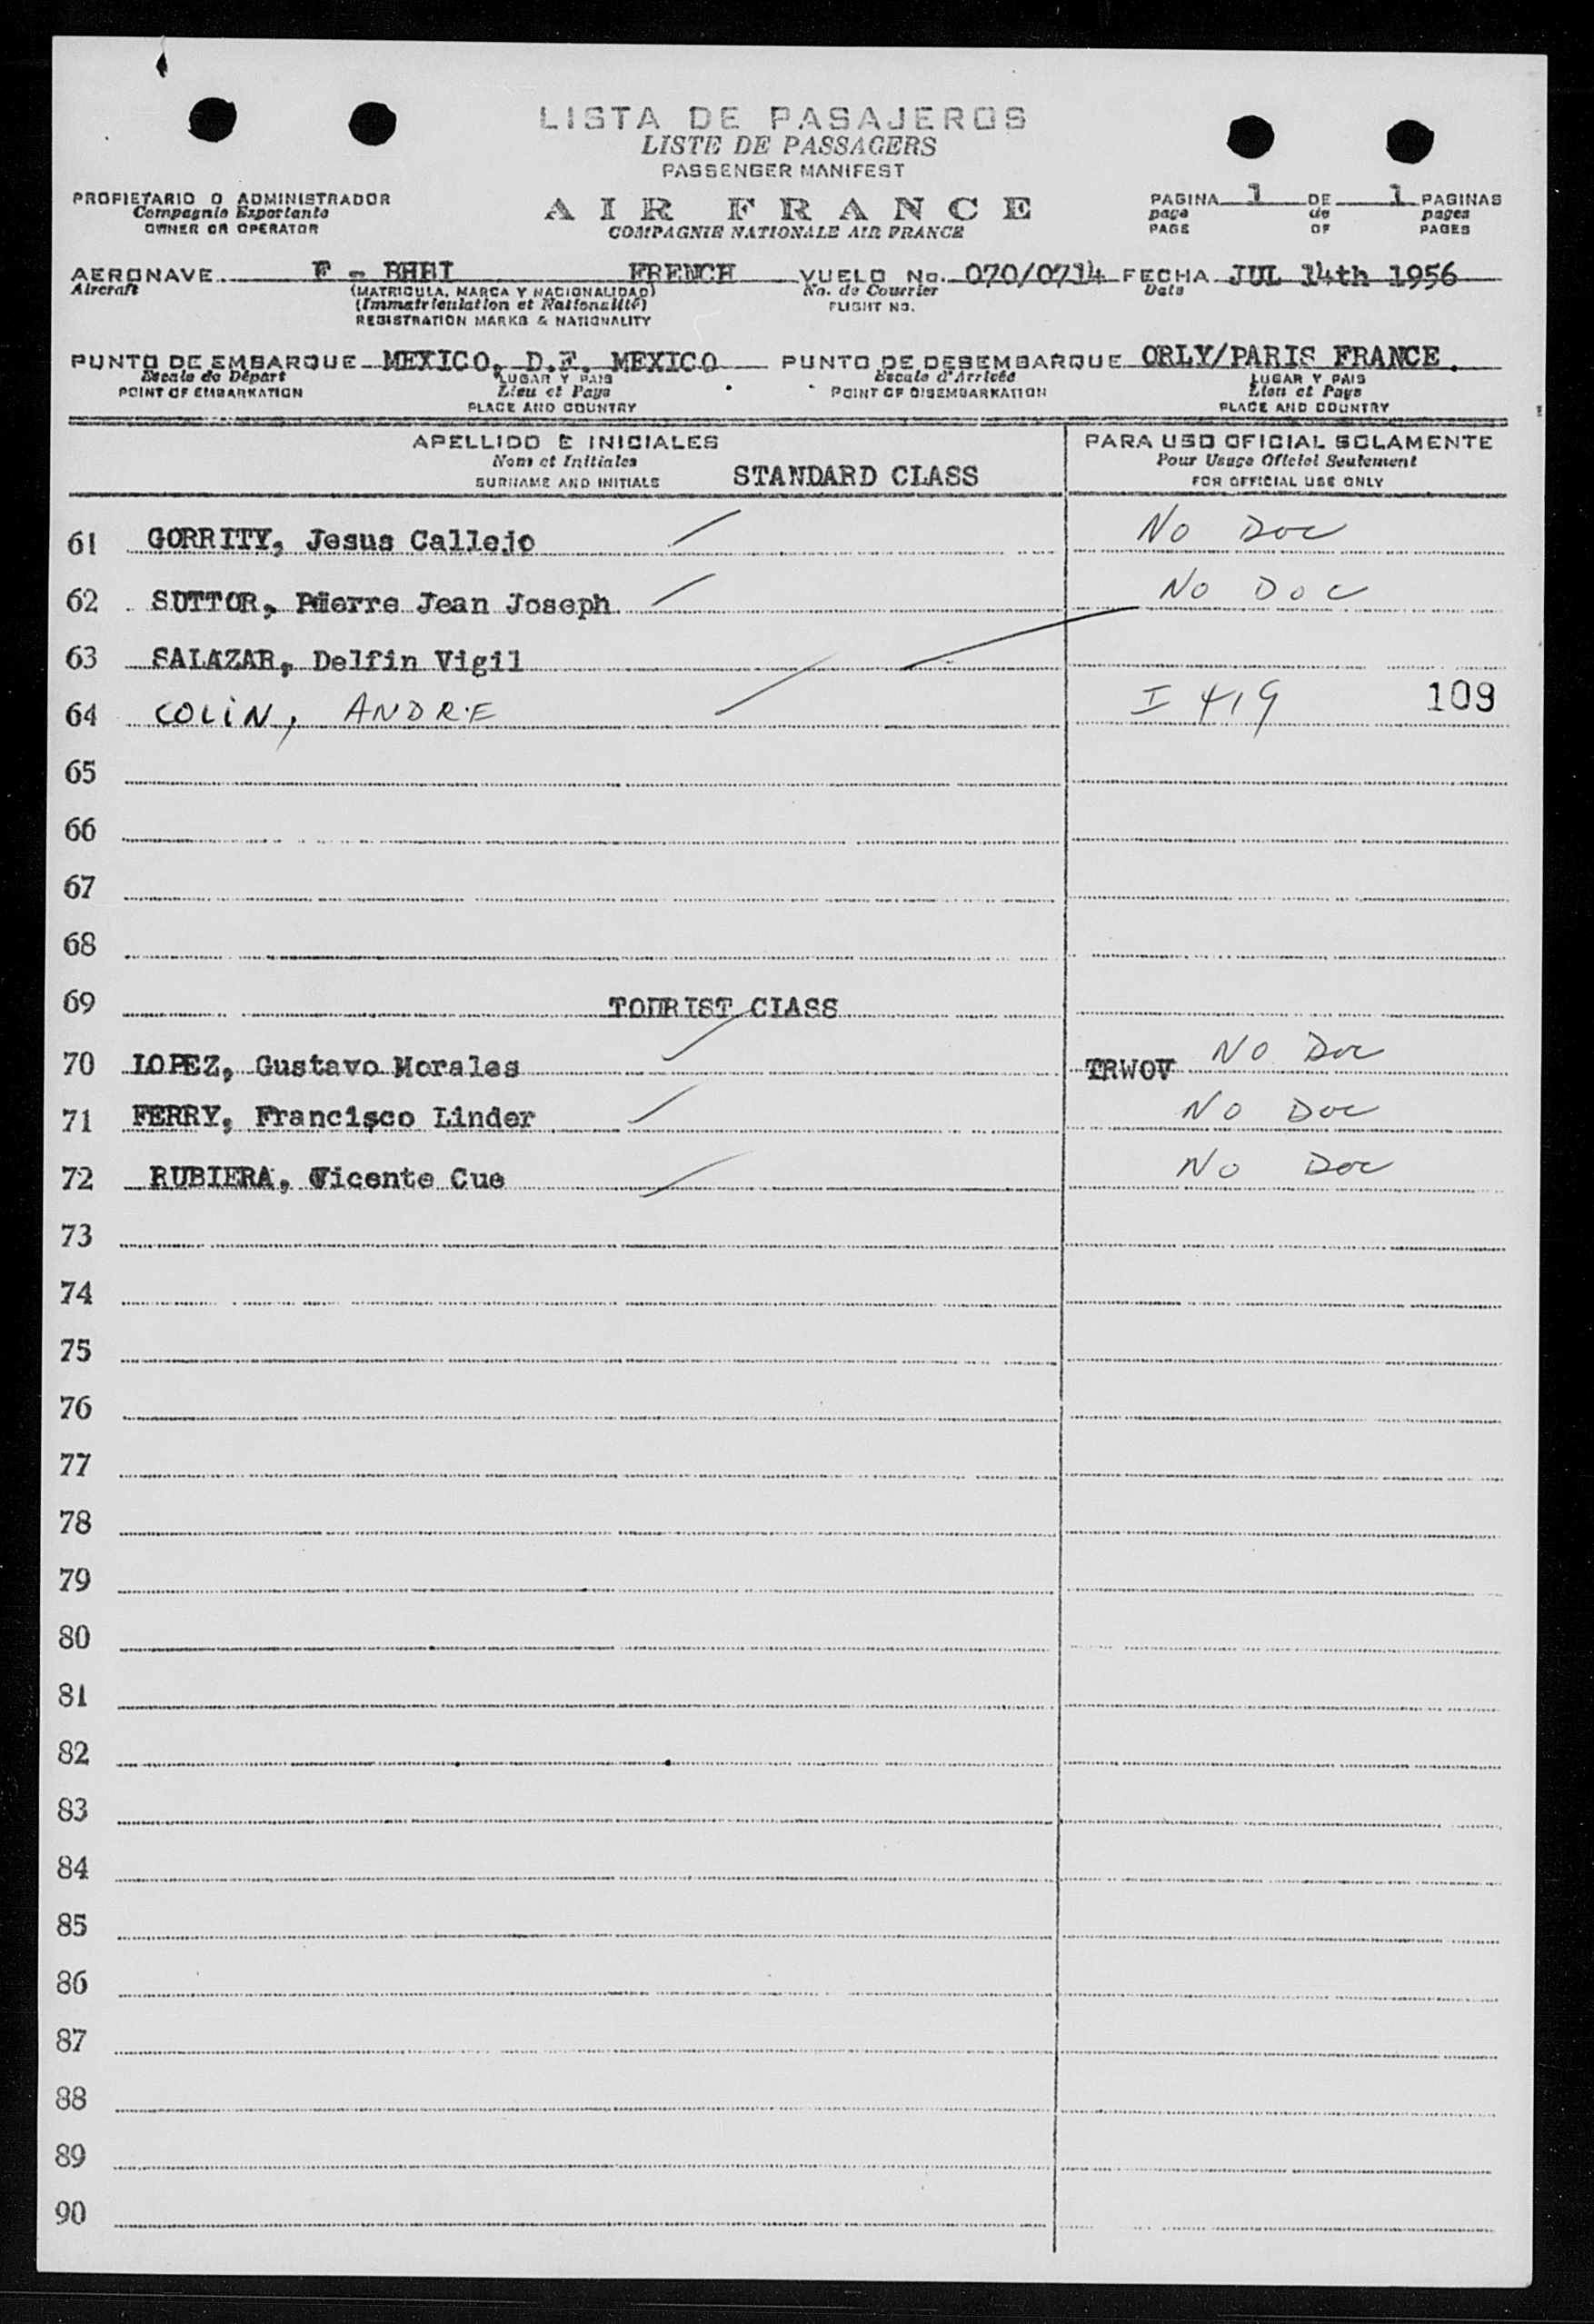 LISTA DE PASAJEROS
LISTE DE PASSAGERS
PASSENGER MANIFEST
PROPIETARIO O ADMINISTRADOR
Compagnie Exportante
OWNER OR OPERATOR
AIR FRANCE
COMPAGNIE NATIONALE AIR FRANCE
PAGINA 1 DE 1 PAGINAS
page de pages
PAGE OF PAGES
AERONAVE F - BHBI FRENCH VUELO No. 070/0714 FECHA JUL 14th 1956
Aircraft (MATRICULA, MARCA Y NACIONALIDAD) No. de Courrier Date
(Immatriculation et Nationalité) FLIGHT NO.
REGISTRATION MARKS & NATIONALITY
PUNTO DE EMBARQUE MEXICO, D.F. MEXICO PUNTO DE DESEMBARQUE ORLY/PARIS FRANCE.
Escale de Départ LUGAR Y PAIS Escale d'Arrivée LUGAR Y PAIS
POINT OF EMBARKATION Lieu et Pays POINT OF DISEMBARKATION Lieu et Pays
PLACE AND COUNTRY PLACE AND COUNTRY
APELLIDO E INICIALES PARA USO OFICIAL SOLAMENTE
Nom et Initiales Pour Usage Officiel Seulement
SURNAME AND INITIALS STANDARD CLASS FOR OFFICIAL USE ONLY
61 GORRITY, Jesus Callejo No Doc
62 SUTTOR, Pierre Jean Joseph No Doc
63 SALAZAR, Delfin Vigil
64 COLIN, ANDRE I 419 109
65
66
67
68
69 TOURIST CLASS
70 LOPEZ, Gustavo Morales TRWOV No Doc
71 FERRY, Francisco Linder No Doc
72 RUBIERA, Vicente Cue No Doc
73
74
75
76
77
78
79
80
81
82
83
84
85
86
87
88
89
90